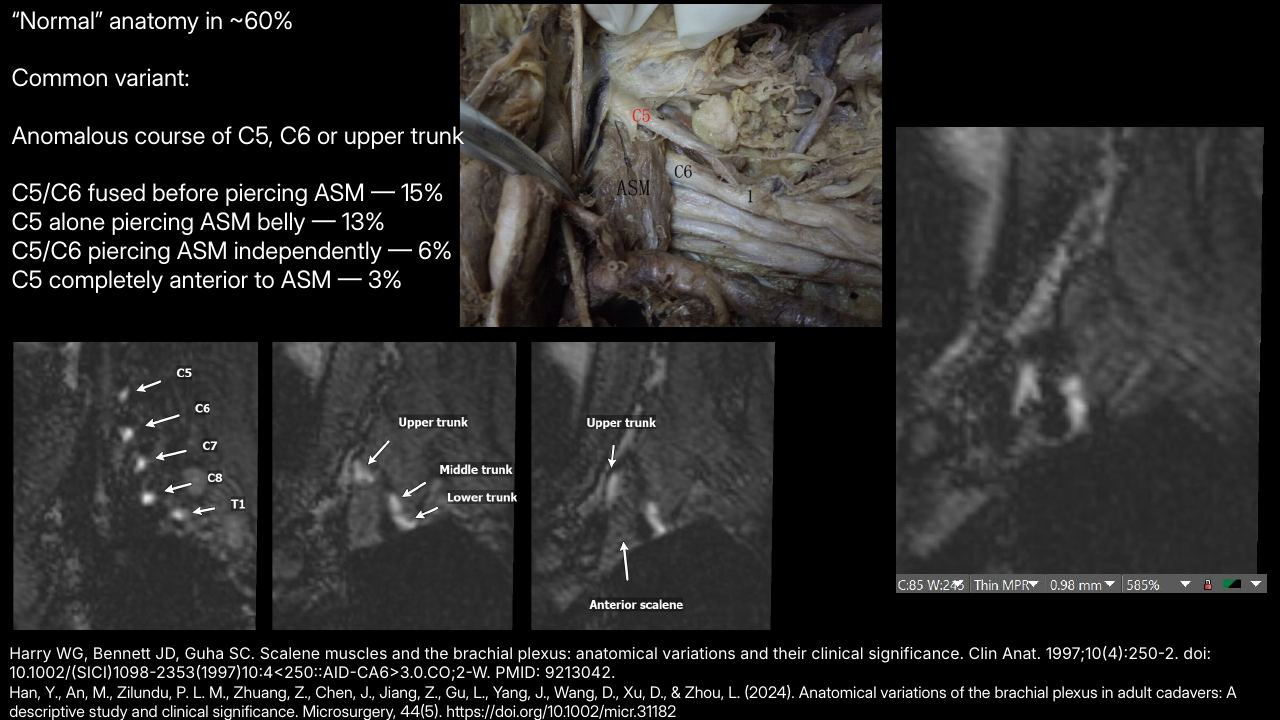 “Normal” anatomy in ~60%
Common variant:
Anomalous course of C5, C6 or upper trunk
C5/C6 fused before piercing ASM — 15%
C5 alone piercing ASM belly — 13%
C5/C6 piercing ASM independently — 6%
C5 completely anterior to ASM — 3%
C5
C6
ASM
1
C5
C6
C7
C8
T1
Upper trunk
Middle trunk
Lower trunk
Upper trunk
Anterior scalene
C:85 W:245 Thin MPR 0.98 mm 585%
Harry WG, Bennett JD, Guha SC. Scalene muscles and the brachial plexus: anatomical variations and their clinical significance. Clin Anat. 1997;10(4):250-2. doi:
10.1002/(SICI)1098-2353(1997)10:4<250::AID-CA6>3.0.CO;2-W. PMID: 9213042.
Han, Y., An, M., Zilundu, P. L. M., Zhuang, Z., Chen, J., Jiang, Z., Gu, L., Yang, J., Wang, D., Xu, D., & Zhou, L. (2024). Anatomical variations of the brachial plexus in adult cadavers: A
descriptive study and clinical significance. Microsurgery, 44(5). https://doi.org/10.1002/micr.31182